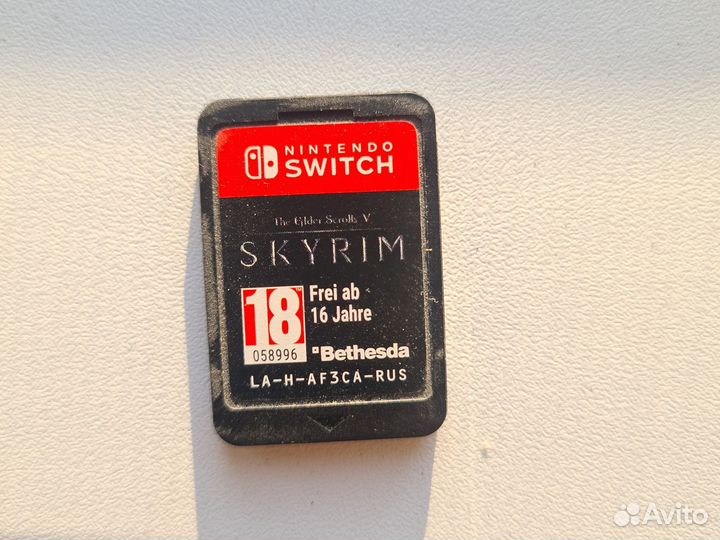 NINTENDO
SWITCH
The Elder Scrolls V
SKYRIM
18
058996
Frei ab
16 Jahre
Bethesda
LA-H-AF3CA-RUS
Avito